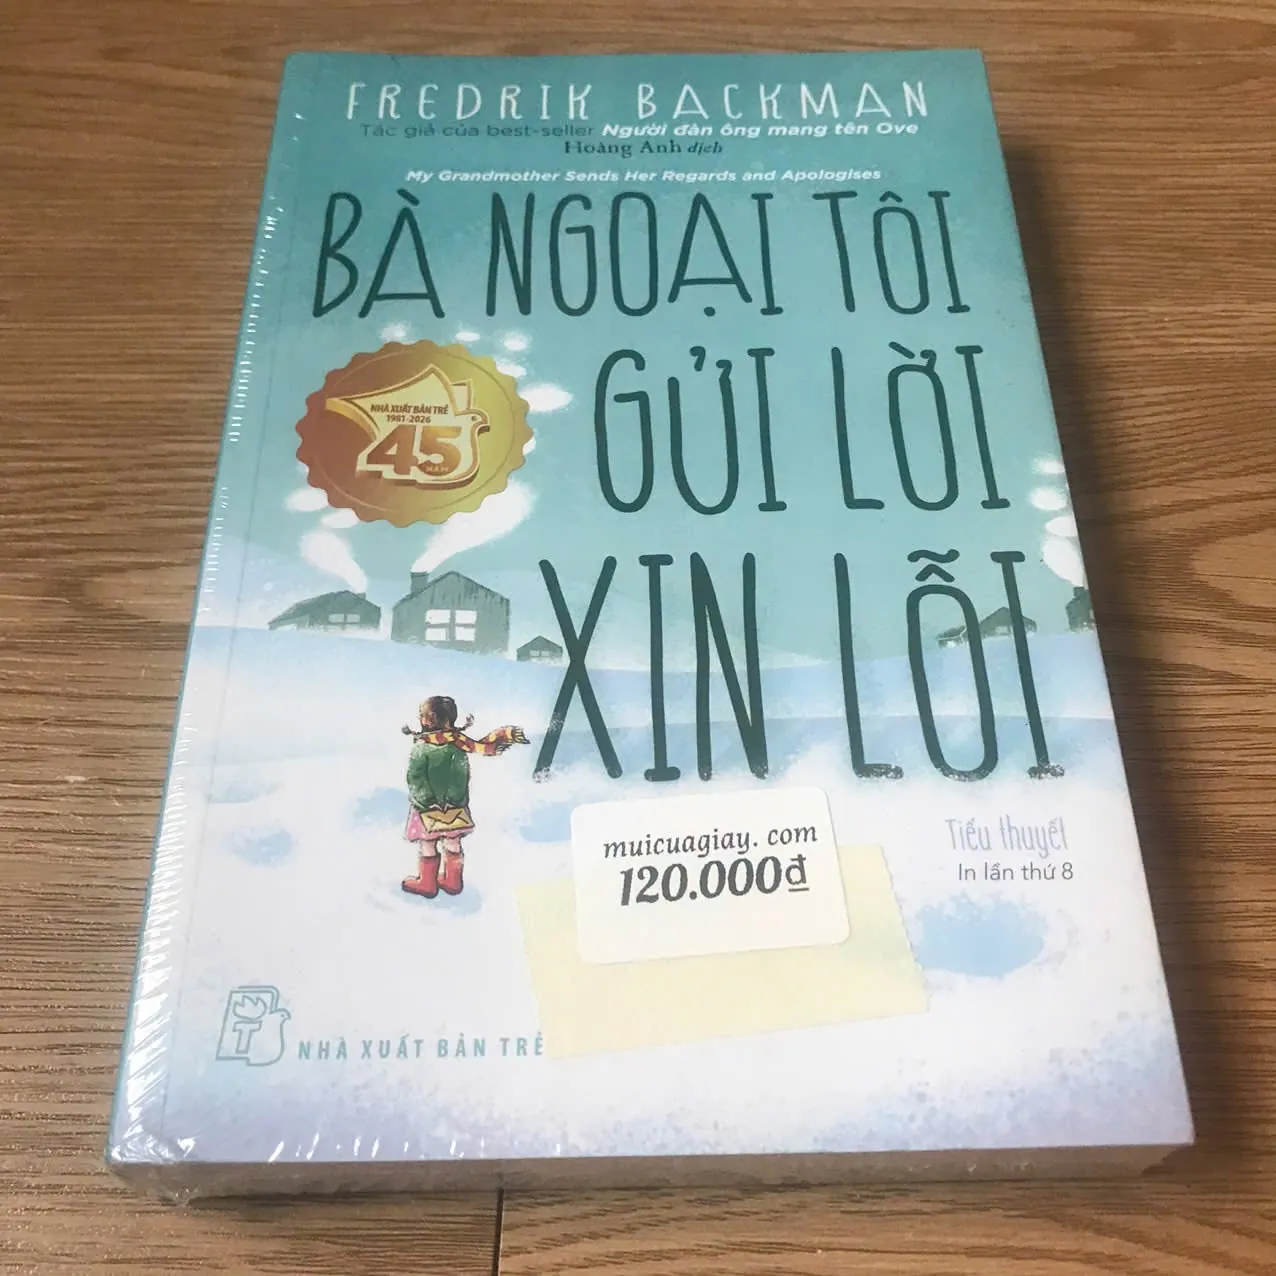 FREDRIK BACKMAN
Tác giả của best-seller Người đàn ông mang tên Ove
Hoàng Anh dịch
My Grandmother Sends Her Regards and Apologises
BÀ NGOẠI TÔI
GỬI LỜI
XIN LỖI
NHÀ XUẤT BẢN TRẺ
1981-2026
45
NĂM
muicuagiay. com
120.000đ
Tiểu thuyết
In lần thứ 8
T
NHÀ XUẤT BẢN TRẺ